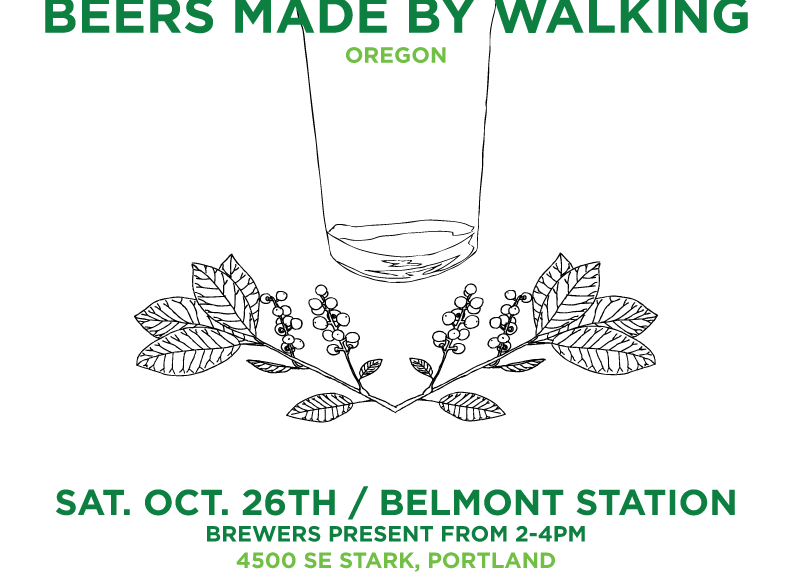 BEERS MADE BY WALKING
OREGON
SAT. OCT. 26TH / BELMONT STATION
BREWERS PRESENT FROM 2-4PM
4500 SE STARK, PORTLAND